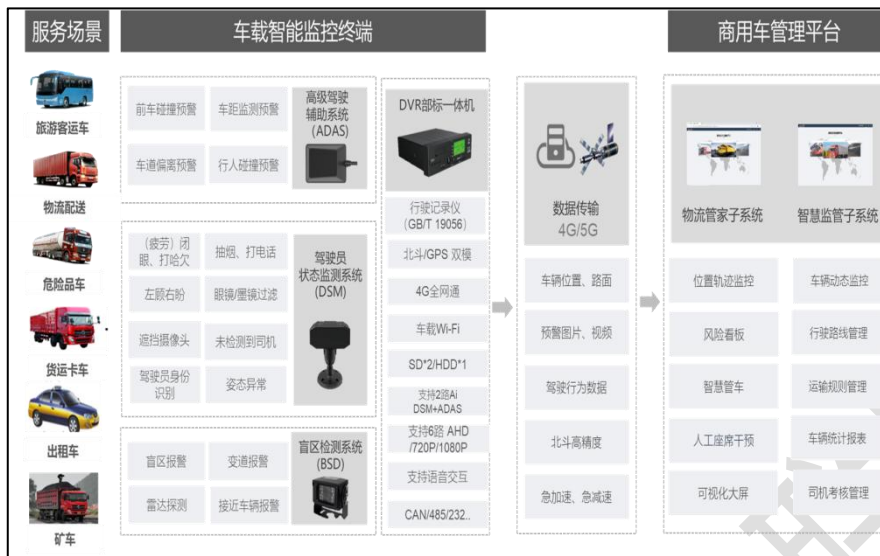 服务场景
车载智能监控终端
商用车管理平台
旅游客运车
物流配送
危险品车
货运卡车
出租车
矿车
前车碰撞预警
车距监测预警
车道偏离预警
行人碰撞预警
高级驾驶
辅助系统
(ADAS)
(疲劳）闭
眼、打哈欠
抽烟、打电话
左顾右盼
眼镜/墨镜过滤
遮挡摄像头
未检测到司机
驾驶员身份
识别
姿态异常
驾驶员
状态监测系统
(DSM)
盲区报警
变道报警
雷达探测
接近车辆报警
盲区检测系统
(BSD)
DVR部标一体机
行驶记录仪
(GB/T 19056)
北斗/GPS 双模
4G全网通
车载Wi-Fi
SD*2/HDD*1
支持2路Ai
DSM+ADAS
支持6路 AHD
/720P/1080P
支持语音交互
CAN/485/232..
数据传输
4G/5G
车辆位置、路面
预警图片、视频
驾驶行为数据
北斗高精度
急加速、急减速
物流管家子系统
智慧监管子系统
位置轨迹监控
车辆动态监控
风险看板
行驶路线管理
智慧管车
运输规则管理
人工座席干预
车辆统计报表
可视化大屏
司机考核管理